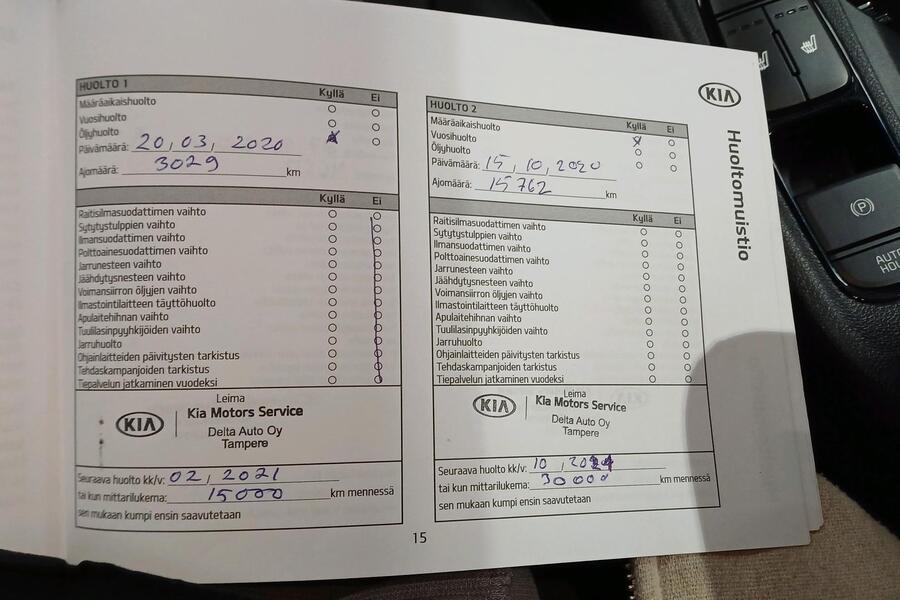 HUOLTO 1
Kyllä Ei
Määräaikaishuolto
Vuosihuolto
Öljyhuolto
Päivämäärä: 20, 03, 2020
Ajomäärä: 3029 km
Kyllä Ei
Raitisilmasuodattimen vaihto
Sytytystulppien vaihto
Ilmansuodattimen vaihto
Polttoainesuodattimen vaihto
Jarrunesteen vaihto
Jäähdytysnesteen vaihto
Voimansiirron öljyjen vaihto
Ilmastointilaitteen täyttöhuolto
Apulaitehihnan vaihto
Tuulilasinpyyhkijöiden vaihto
Jarruhuolto
Ohjainlaitteiden päivitysten tarkistus
Tehdaskampanjoiden tarkistus
Tiepalvelun jatkaminen vuodeksi
Leima
KIA Kia Motors Service
Delta Auto Oy
Tampere
Seuraava huolto kk/v: 02, 2021
tai kun mittarilukema: 15000 km mennessä
sen mukaan kumpi ensin saavutetaan
HUOLTO 2
Kyllä Ei
Määräaikaishuolto
Vuosihuolto
Öljyhuolto
Päivämäärä: 15, 10, 2020
Ajomäärä: 15762 km
Kyllä Ei
Raitisilmasuodattimen vaihto
Sytytystulppien vaihto
Ilmansuodattimen vaihto
Polttoainesuodattimen vaihto
Jarrunesteen vaihto
Jäähdytysnesteen vaihto
Voimansiirron öljyjen vaihto
Ilmastointilaitteen täyttöhuolto
Apulaitehihnan vaihto
Tuulilasinpyyhkijöiden vaihto
Jarruhuolto
Ohjainlaitteiden päivitysten tarkistus
Tehdaskampanjoiden tarkistus
Tiepalvelun jatkaminen vuodeksi
Leima
KIA Kia Motors Service
Delta Auto Oy
Tampere
Seuraava huolto kk/v: 10, 2021
tai kun mittarilukema: 30000 km mennessä
sen mukaan kumpi ensin saavutetaan
KIA
Huoltomuistio
15
(P)
AUTO
HOL